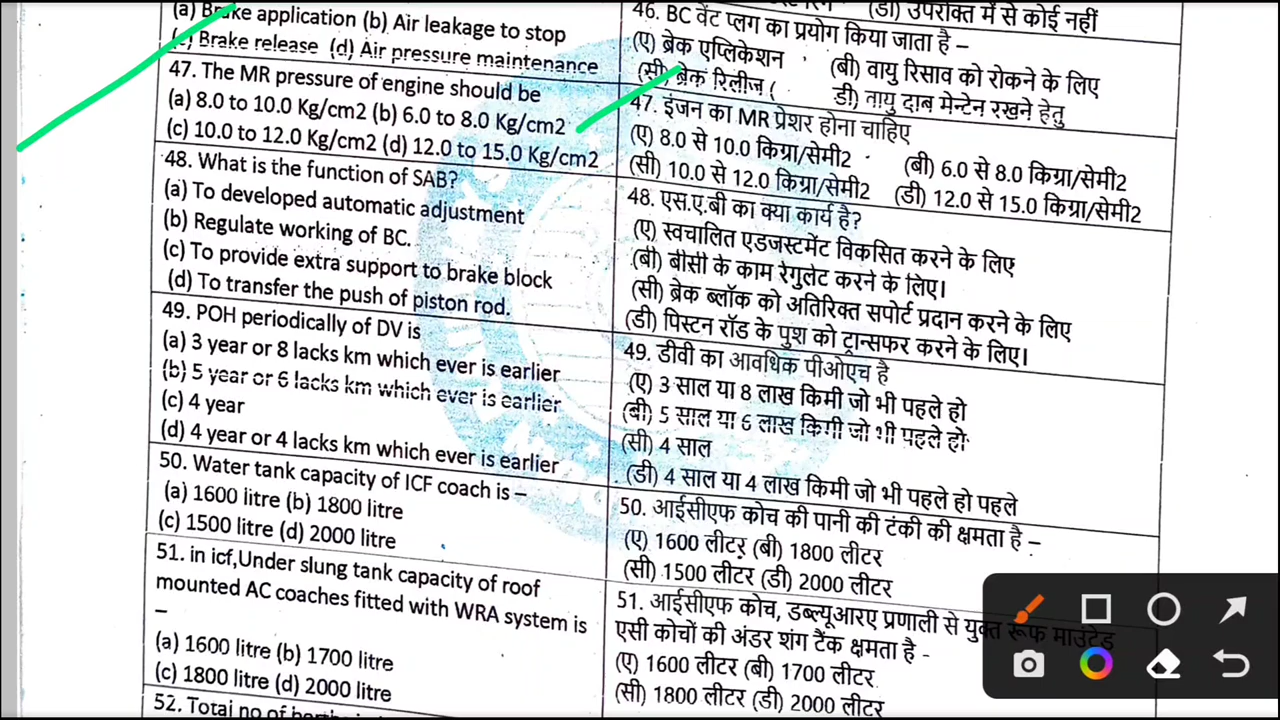 (a) Brake application (b) Air leakage to stop
(c) Brake release (d) Air pressure maintenance
47. The MR pressure of engine should be
(a) 8.0 to 10.0 Kg/cm2 (b) 6.0 to 8.0 Kg/cm2
(c) 10.0 to 12.0 Kg/cm2 (d) 12.0 to 15.0 Kg/cm2
48. What is the function of SAB?
(a) To developed automatic adjustment
(b) Regulate working of BC.
(c) To provide extra support to brake block
(d) To transfer the push of piston rod.
49. POH periodically of DV is
(a) 3 year or 8 lacks km which ever is earlier
(b) 5 year or 6 lacks km which ever is earlier
(c) 4 year
(d) 4 year or 4 lacks km which ever is earlier
50. Water tank capacity of ICF coach is –
(a) 1600 litre (b) 1800 litre
(c) 1500 litre (d) 2000 litre
51. in icf,Under slung tank capacity of roof
mounted AC coaches fitted with WRA system is
–
(a) 1600 litre (b) 1700 litre
(c) 1800 litre (d) 2000 litre
52. Total no of
(डी) उपरोक्त में से कोई नहीं
46. BC वेंट प्लग का प्रयोग किया जाता है –
(ए) ब्रेक एप्लिकेशन (बी) वायु रिसाव को रोकने के लिए
(सी) ब्रेक रिलीज ( डी) वायु दाब मेन्टेन रखने हेतु
47. इंजन का MR प्रेशर होना चाहिए
(ए) 8.0 से 10.0 किग्रा/सेमी2 (बी) 6.0 से 8.0 किग्रा/सेमी2
(सी) 10.0 से 12.0 किग्रा/सेमी2 (डी) 12.0 से 15.0 किग्रा/सेमी2
48. एस.ए.बी का क्या कार्य है?
(ए) स्वचालित एडजस्टमेंट विकसित करने के लिए
(बी) बीसी के काम रेगुलेट करने के लिए।
(सी) ब्रेक ब्लॉक को अतिरिक्त सपोर्ट प्रदान करने के लिए
(डी) पिस्टन रॉड के पुश को ट्रान्सफर करने के लिए।
49. डीवी का आवधिक पीओएच है
(ए) 3 साल या 8 लाख किमी जो भी पहले हो
(बी) 5 साल या 6 लाख किमी जो भी पहले हो
(सी) 4 साल
(डी) 4 साल या 4 लाख किमी जो भी पहले हो पहले
50. आईसीएफ कोच की पानी की टंकी की क्षमता है –
(ए) 1600 लीटर (बी) 1800 लीटर
(सी) 1500 लीटर (डी) 2000 लीटर
51. आईसीएफ कोच, डब्ल्यूआरए प्रणाली से युक्त रूफ माउंटेड
एसी कोचों की अंडर शंग टैंक क्षमता है -
(ए) 1600 लीटर (बी) 1700 लीटर
(सी) 1800 लीटर (डी) 2000 लीटर